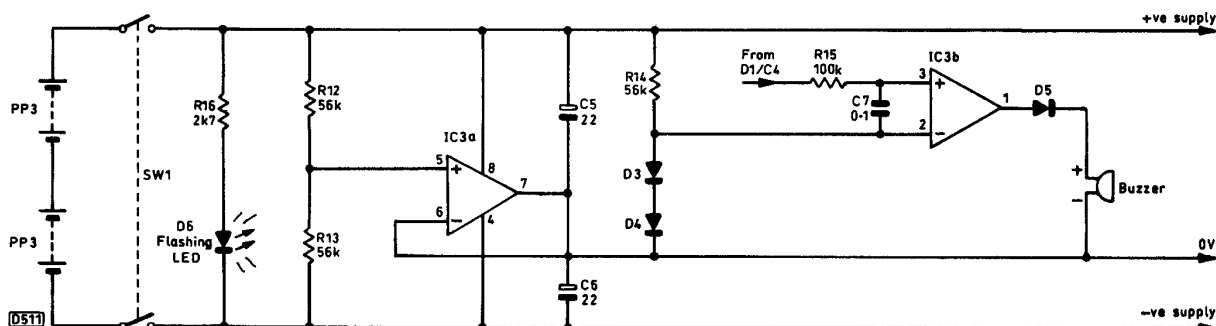 +ve supply
PP3
PP3
SW1
R16
2k7
D6
Flashing
LED
R12
56k
R13
56k
IC3a
5
+
6
−
8
4
7
C5
22
C6
22
R14
56k
D3
D4
From
D1/C4
R15
100k
C7
0·1
IC3b
3
+
2
−
1
D5
+
−
Buzzer
0V
−ve supply
D511